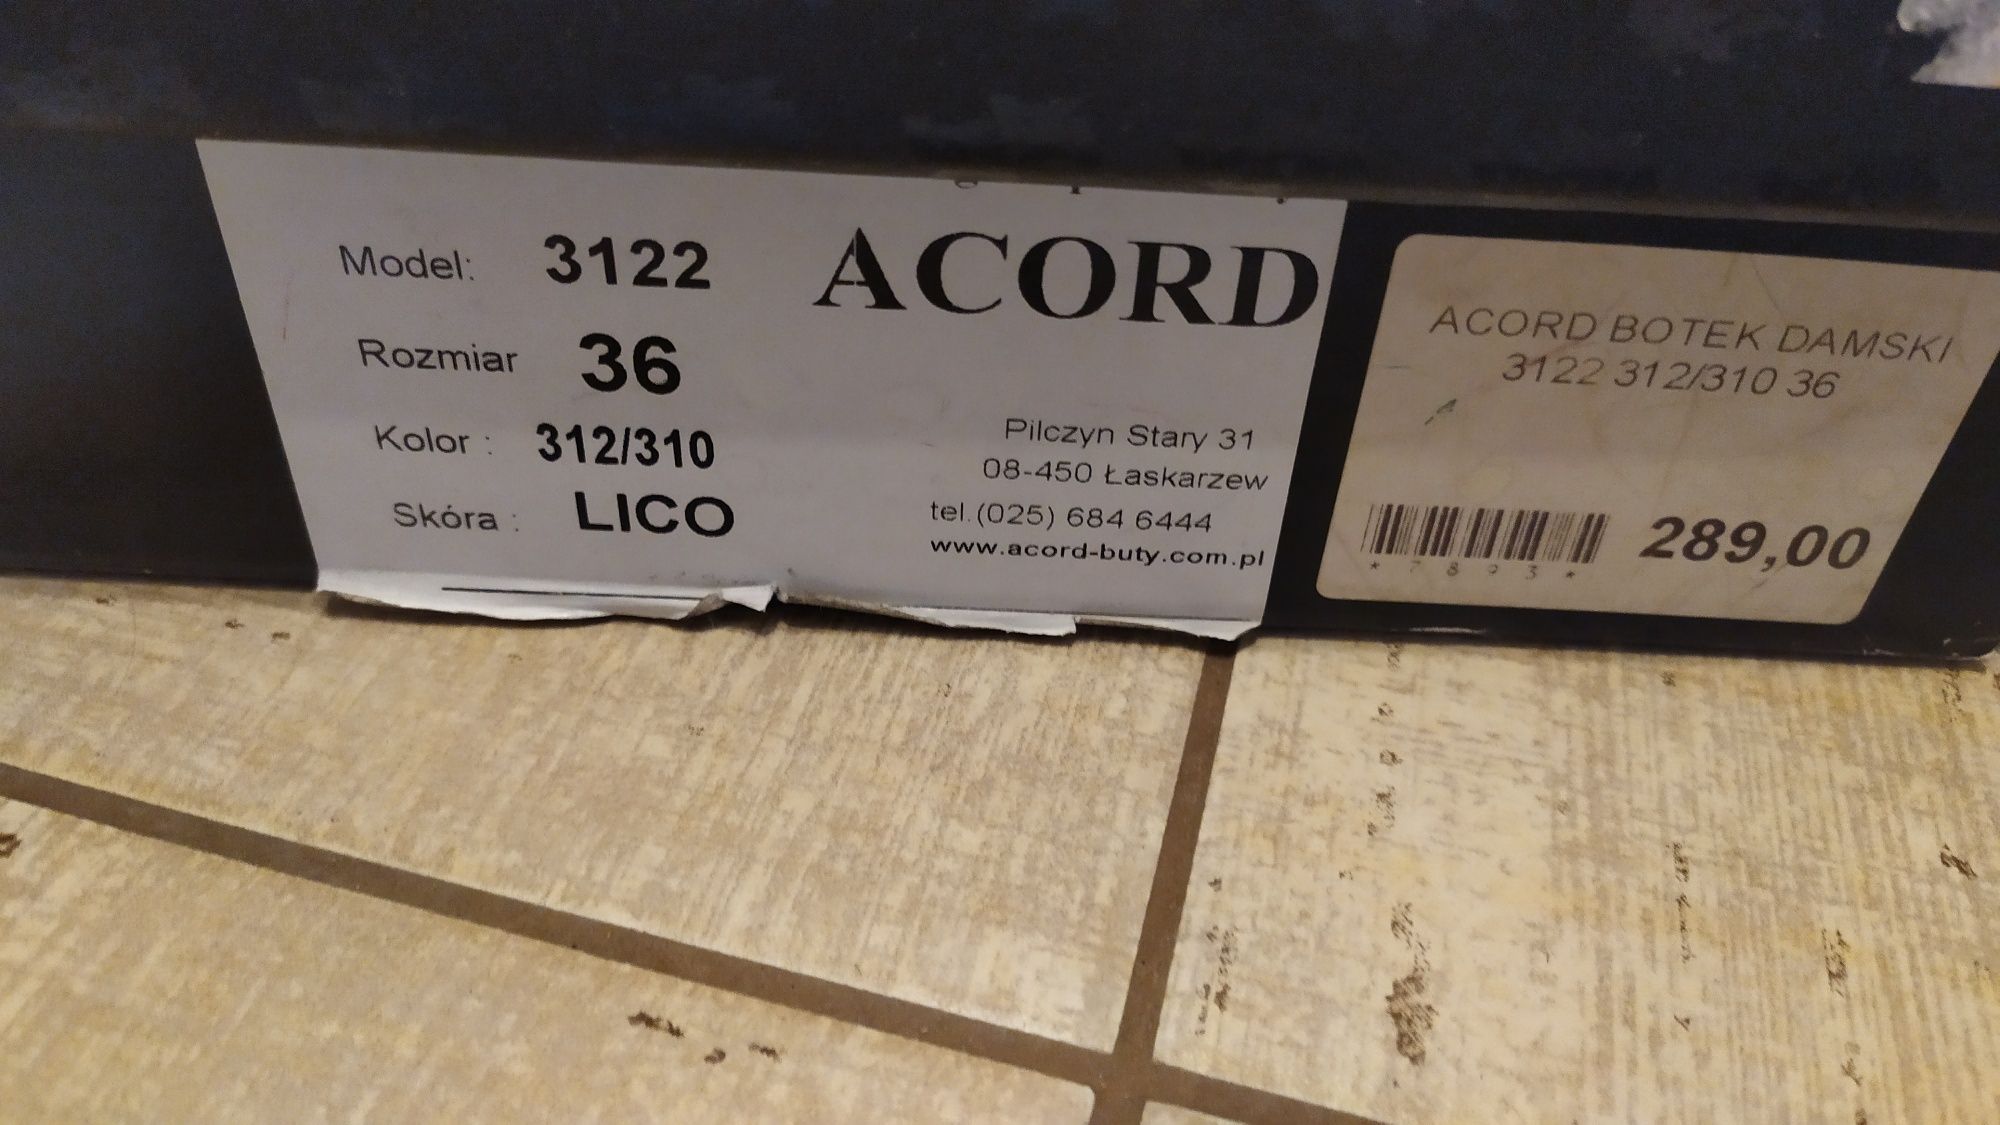 Model: 3122
Rozmiar 36
Kolor : 312/310
Skóra : LICO
ACORD
Pilczyn Stary 31
08-450 Łaskarzew
tel.(025) 684 6444
www.acord-buty.com.pl
ACORD BOTEK DAMSKI
3122 312/310 36
289,00
*7893*